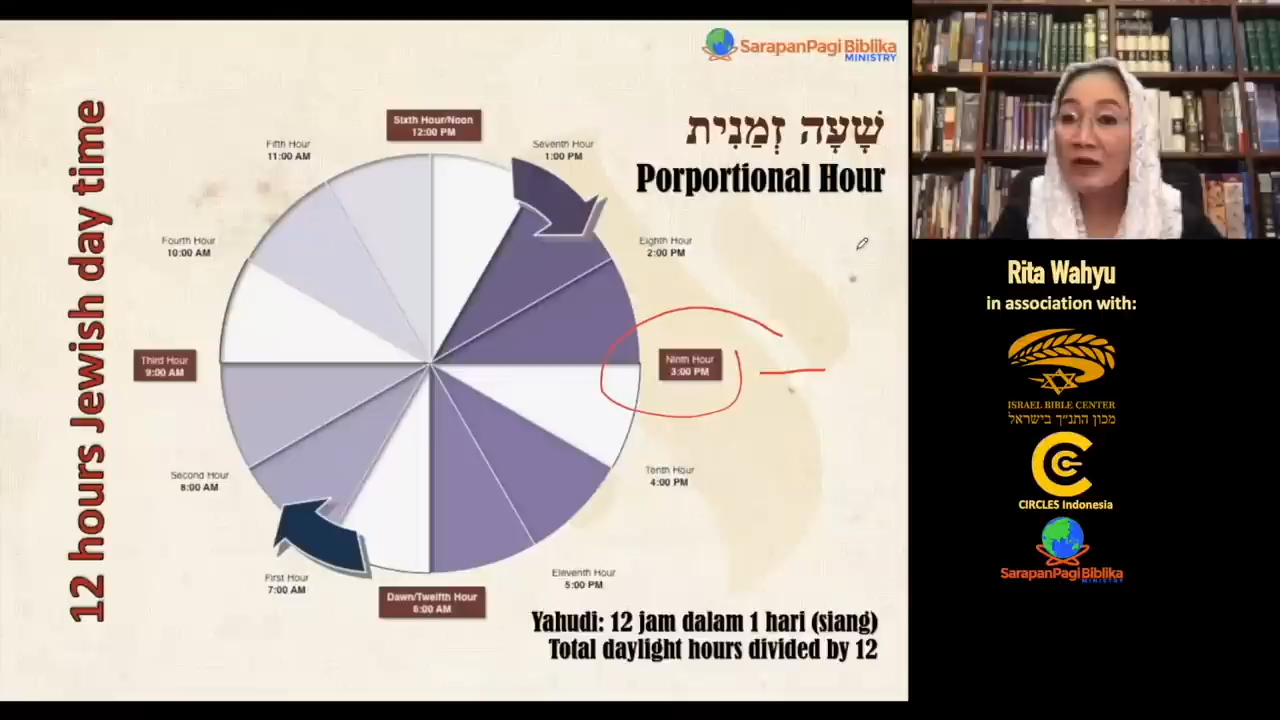 SarapanPagi Biblika
MINISTRY
12 hours Jewish day time
שָׁעָה זְמַנִית
Porportional Hour
Sixth Hour/Noon
12:00 PM
Seventh Hour
1:00 PM
Eighth Hour
2:00 PM
Ninth Hour
3:00 PM
Tenth Hour
4:00 PM
Eleventh Hour
5:00 PM
Dawn/Twelfth Hour
6:00 AM
First Hour
7:00 AM
Second Hour
8:00 AM
Third Hour
9:00 AM
Fourth Hour
10:00 AM
Fifth Hour
11:00 AM
Yahudi: 12 jam dalam 1 hari (siang)
Total daylight hours divided by 12
Rita Wahyu
in association with:
ISRAEL BIBLE CENTER
מכון התנ״ך בישראל
CIRCLES Indonesia
SarapanPagi Biblika
MINISTRY